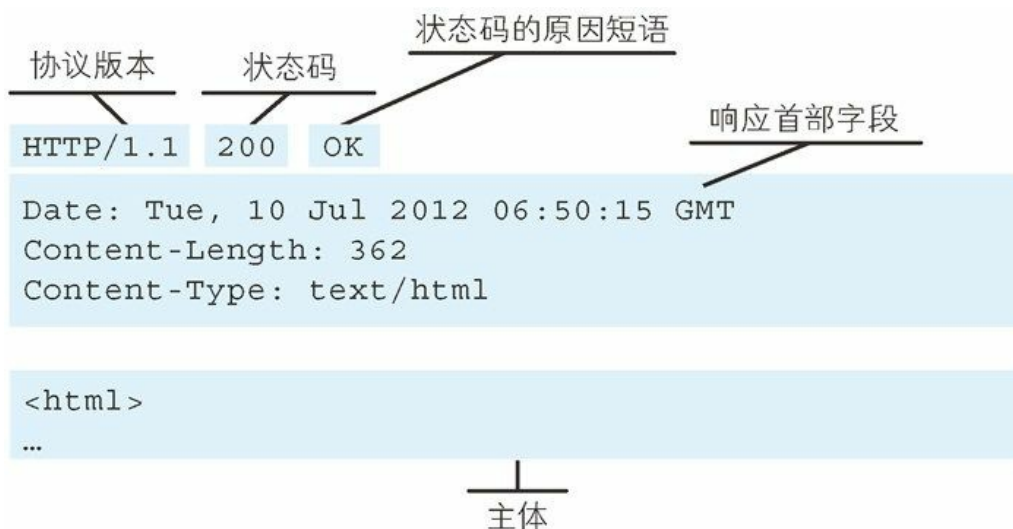 状态码的原因短语
协议版本 状态码
响应首部字段
HTTP/1.1 200 OK
Date: Tue, 10 Jul 2012 06:50:15 GMT
Content-Length: 362
Content-Type: text/html
<html>
…
主体